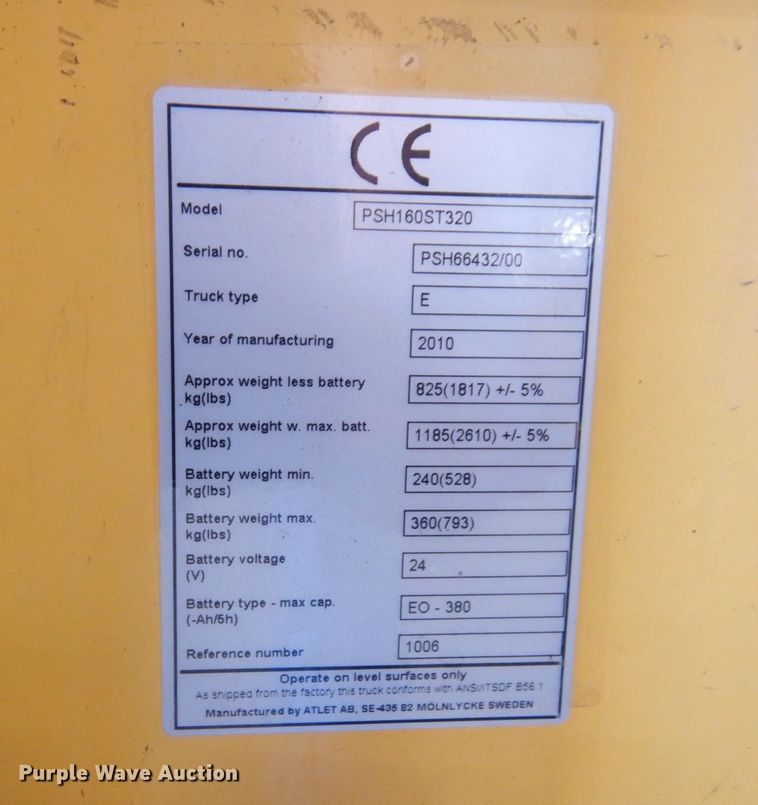 CE
Model PSH160ST320
Serial no. PSH66432/00
Truck type E
Year of manufacturing 2010
Approx weight less battery 825(1817) +/- 5%
kg(lbs)
Approx weight w. max. batt. 1185(2610) +/- 5%
kg(lbs)
Battery weight min. 240(528)
kg(lbs)
Battery weight max. 360(793)
kg(lbs)
Battery voltage 24
(V)
Battery type - max cap. EO - 380
(-Ah/5h)
Reference number 1006
Operate on level surfaces only
As shipped from the factory this truck conforms with ANSI/ITSDF B56.1
Manufactured by ATLET AB, SE-435 82 MÖLNLYCKE SWEDEN
Purple Wave Auction